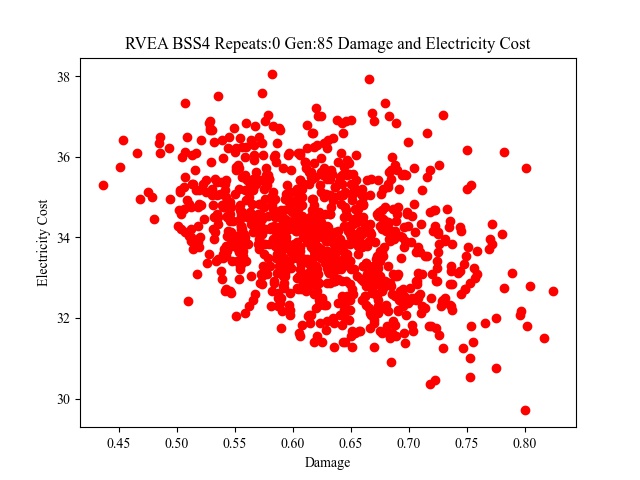 RVEA BSS4 Repeats:0 Gen:85 Damage and Electricity Cost
38
36
34
32
30
Electricity Cost
0.45 0.50 0.55 0.60 0.65 0.70 0.75 0.80
Damage